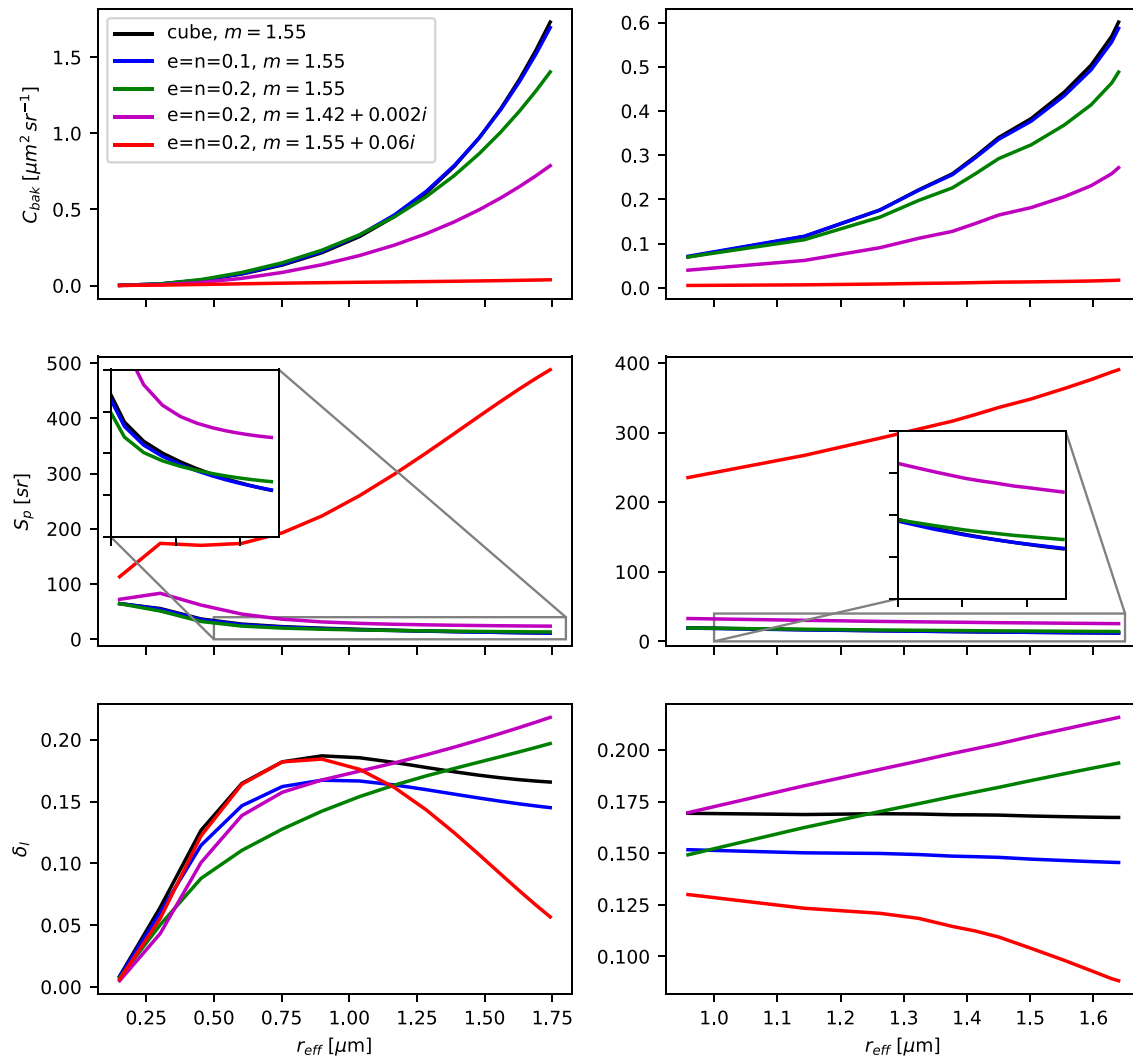 cube, m = 1.55
e=n=0.1, m = 1.55
e=n=0.2, m = 1.55
e=n=0.2, m = 1.42 + 0.002i
e=n=0.2, m = 1.55 + 0.06i
C_bak [μm² sr⁻¹]
1.5
1.0
0.5
0.0
0.6
0.5
0.4
0.3
0.2
0.1
0.0
S_p [sr]
500
400
300
200
100
0
400
300
200
100
0
δ_l
0.20
0.15
0.10
0.05
0.00
0.25 0.50 0.75 1.00 1.25 1.50 1.75
r_eff [μm]
0.200
0.175
0.150
0.125
0.100
1.0 1.1 1.2 1.3 1.4 1.5 1.6
r_eff [μm]